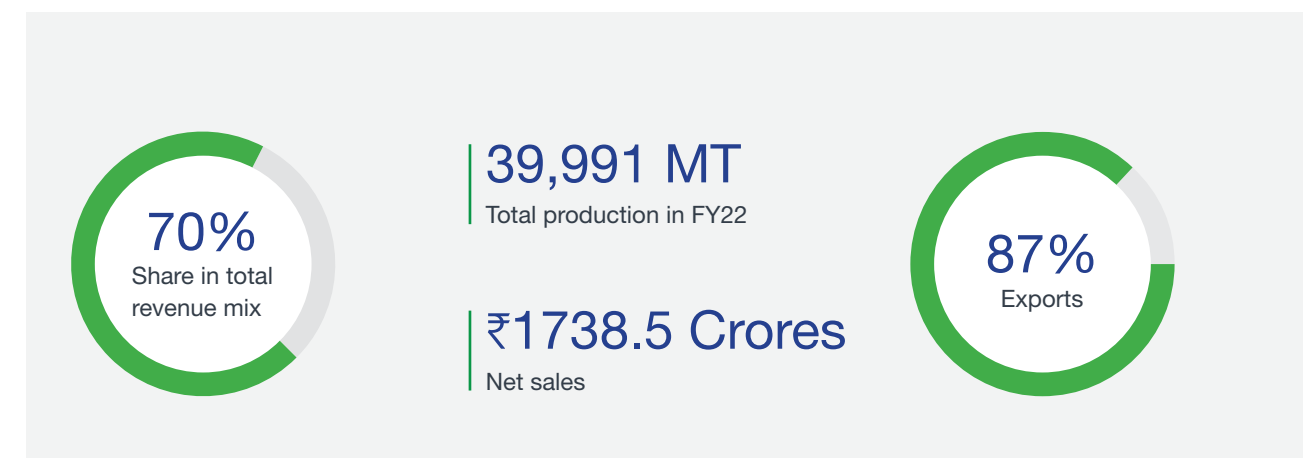 70%
Share in total
revenue mix
39,991 MT
Total production in FY22
₹1738.5 Crores
Net sales
87%
Exports